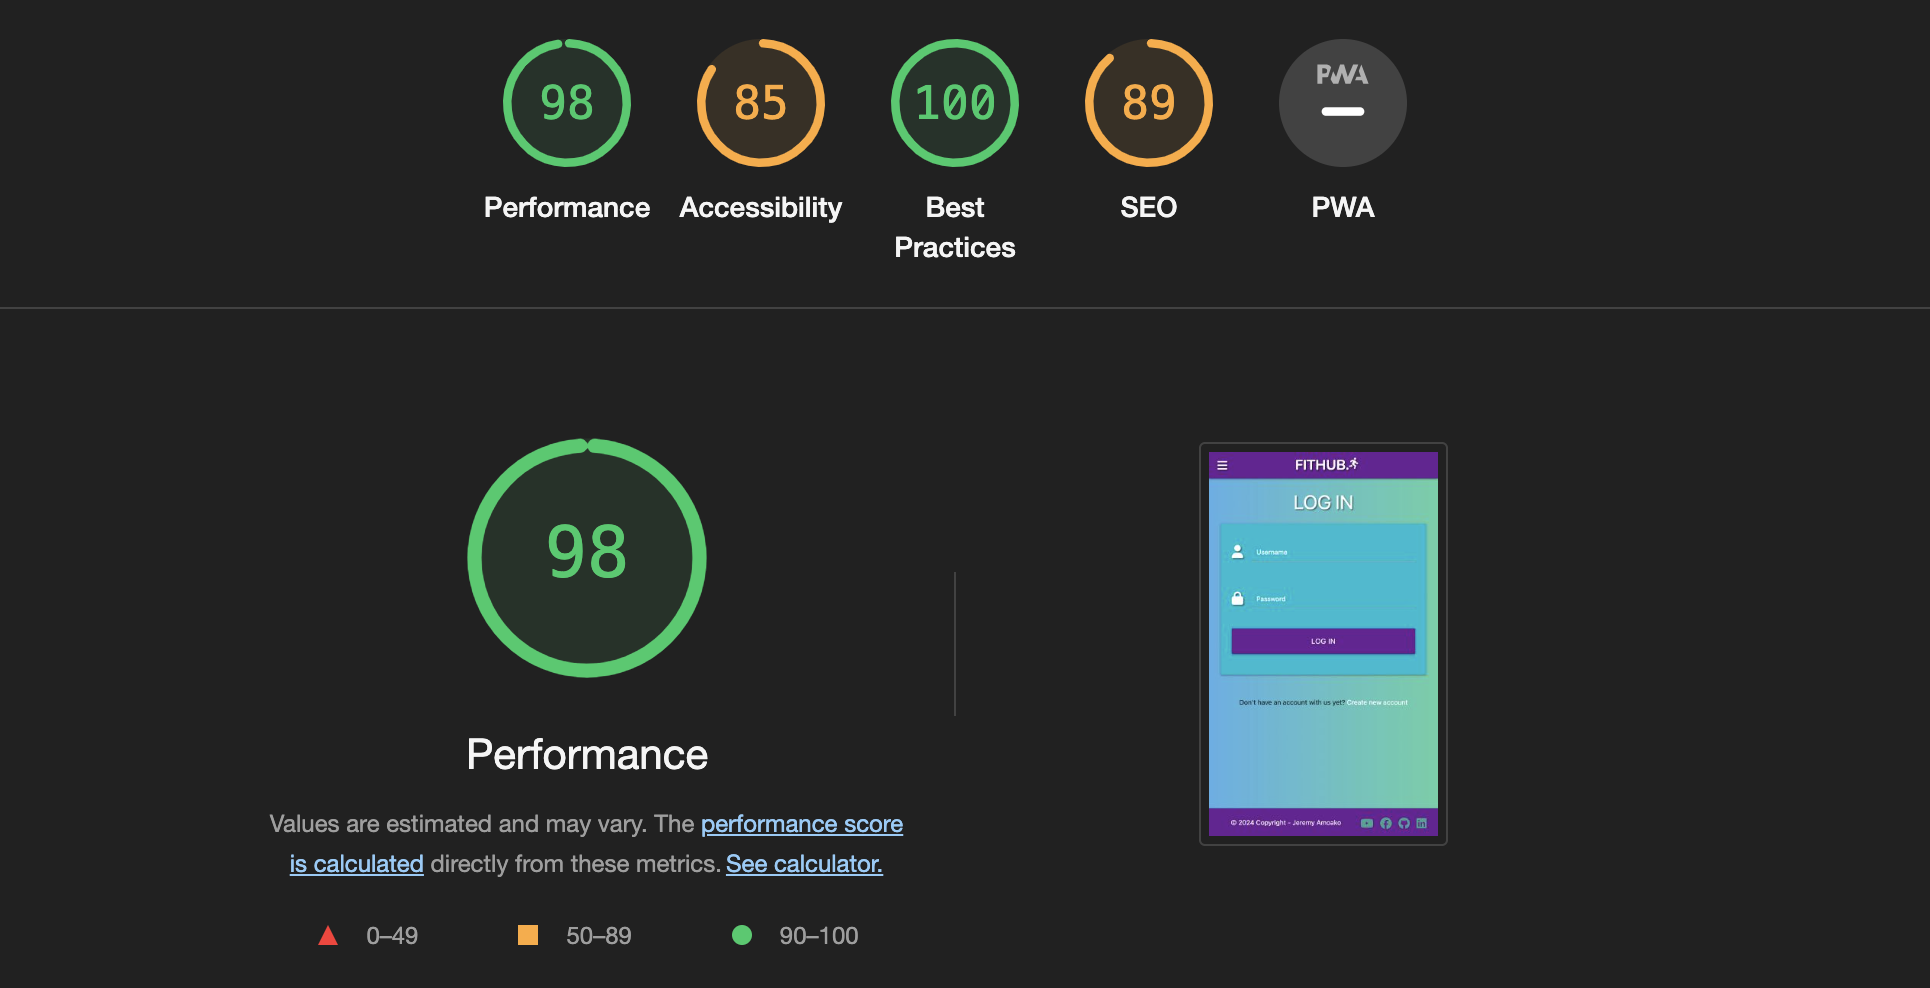 98
85
100
89
PWA
Performance
Accessibility
Best
Practices
SEO
PWA
98
Performance
Values are estimated and may vary. The performance score
is calculated directly from these metrics. See calculator.
0–49
50–89
90–100
FITHUB.
LOG IN
Username
Password
LOG IN
Don't have an account with us yet? Create new account
© 2024 Copyright - Jeremy Amoako